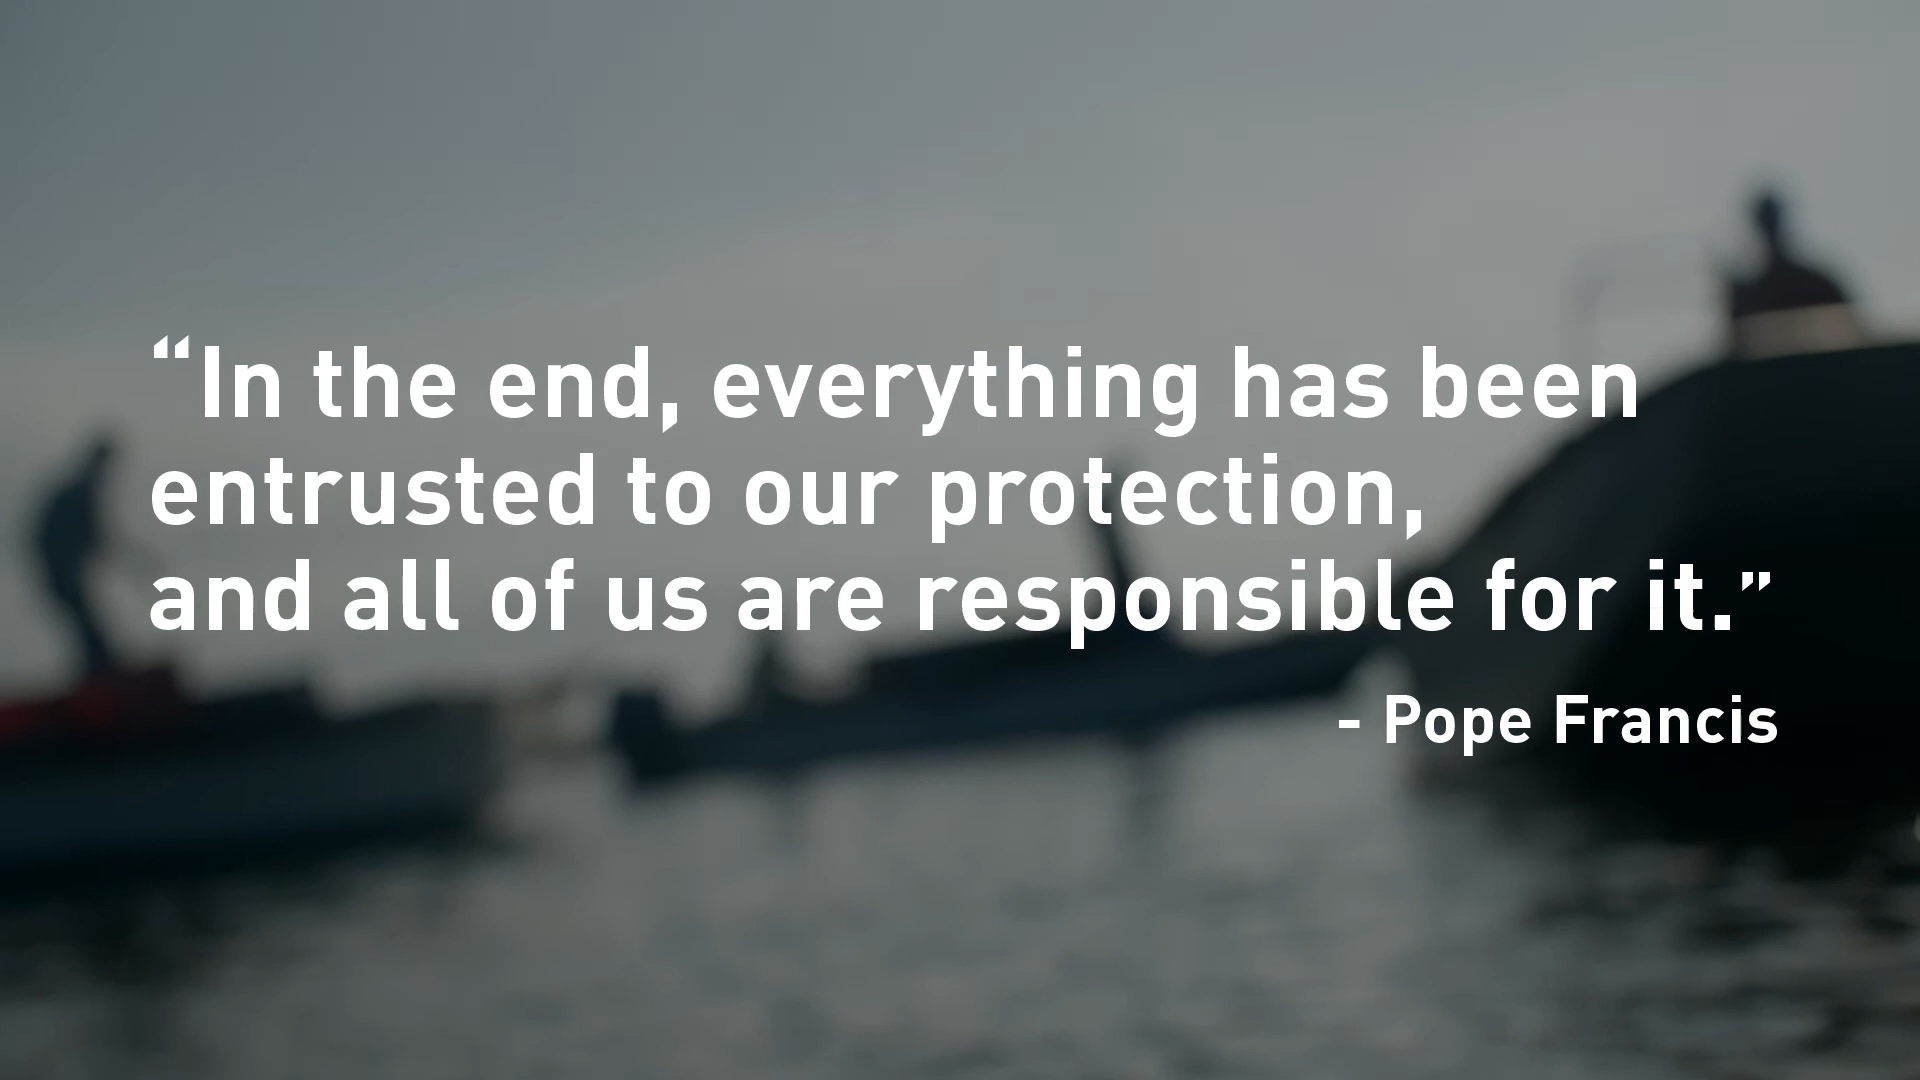 “In the end, everything has been
entrusted to our protection,
and all of us are responsible for it.”
- Pope Francis